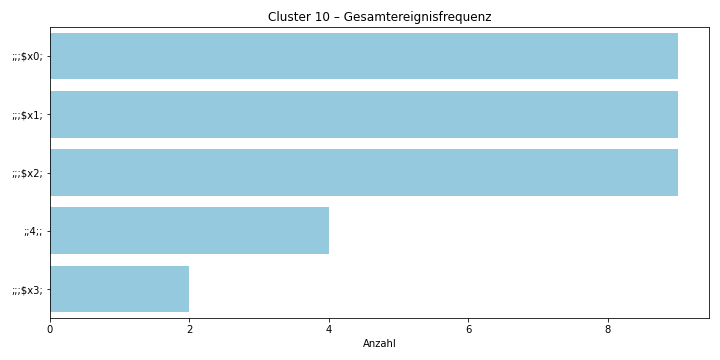 Cluster 10 – Gesamtereignisfrequenz
;;;$x0;
;;;$x1;
;;;$x2;
;;4;;
;;;$x3;
0 2 4 6 8
Anzahl